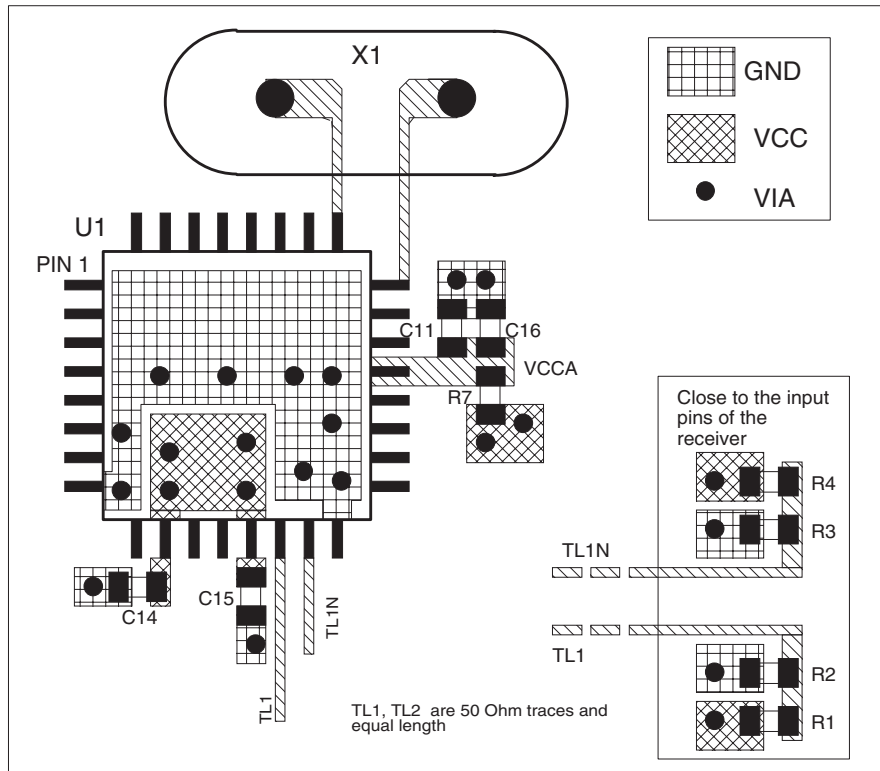 X1
GND
VCC
VIA
U1
PIN 1
C11
C16
VCCA
R7
Close to the input
pins of the
receiver
R4
R3
TL1N
C14
C15
TL1N
TL1
TL1
R2
R1
TL1, TL2 are 50 Ohm traces and
equal length